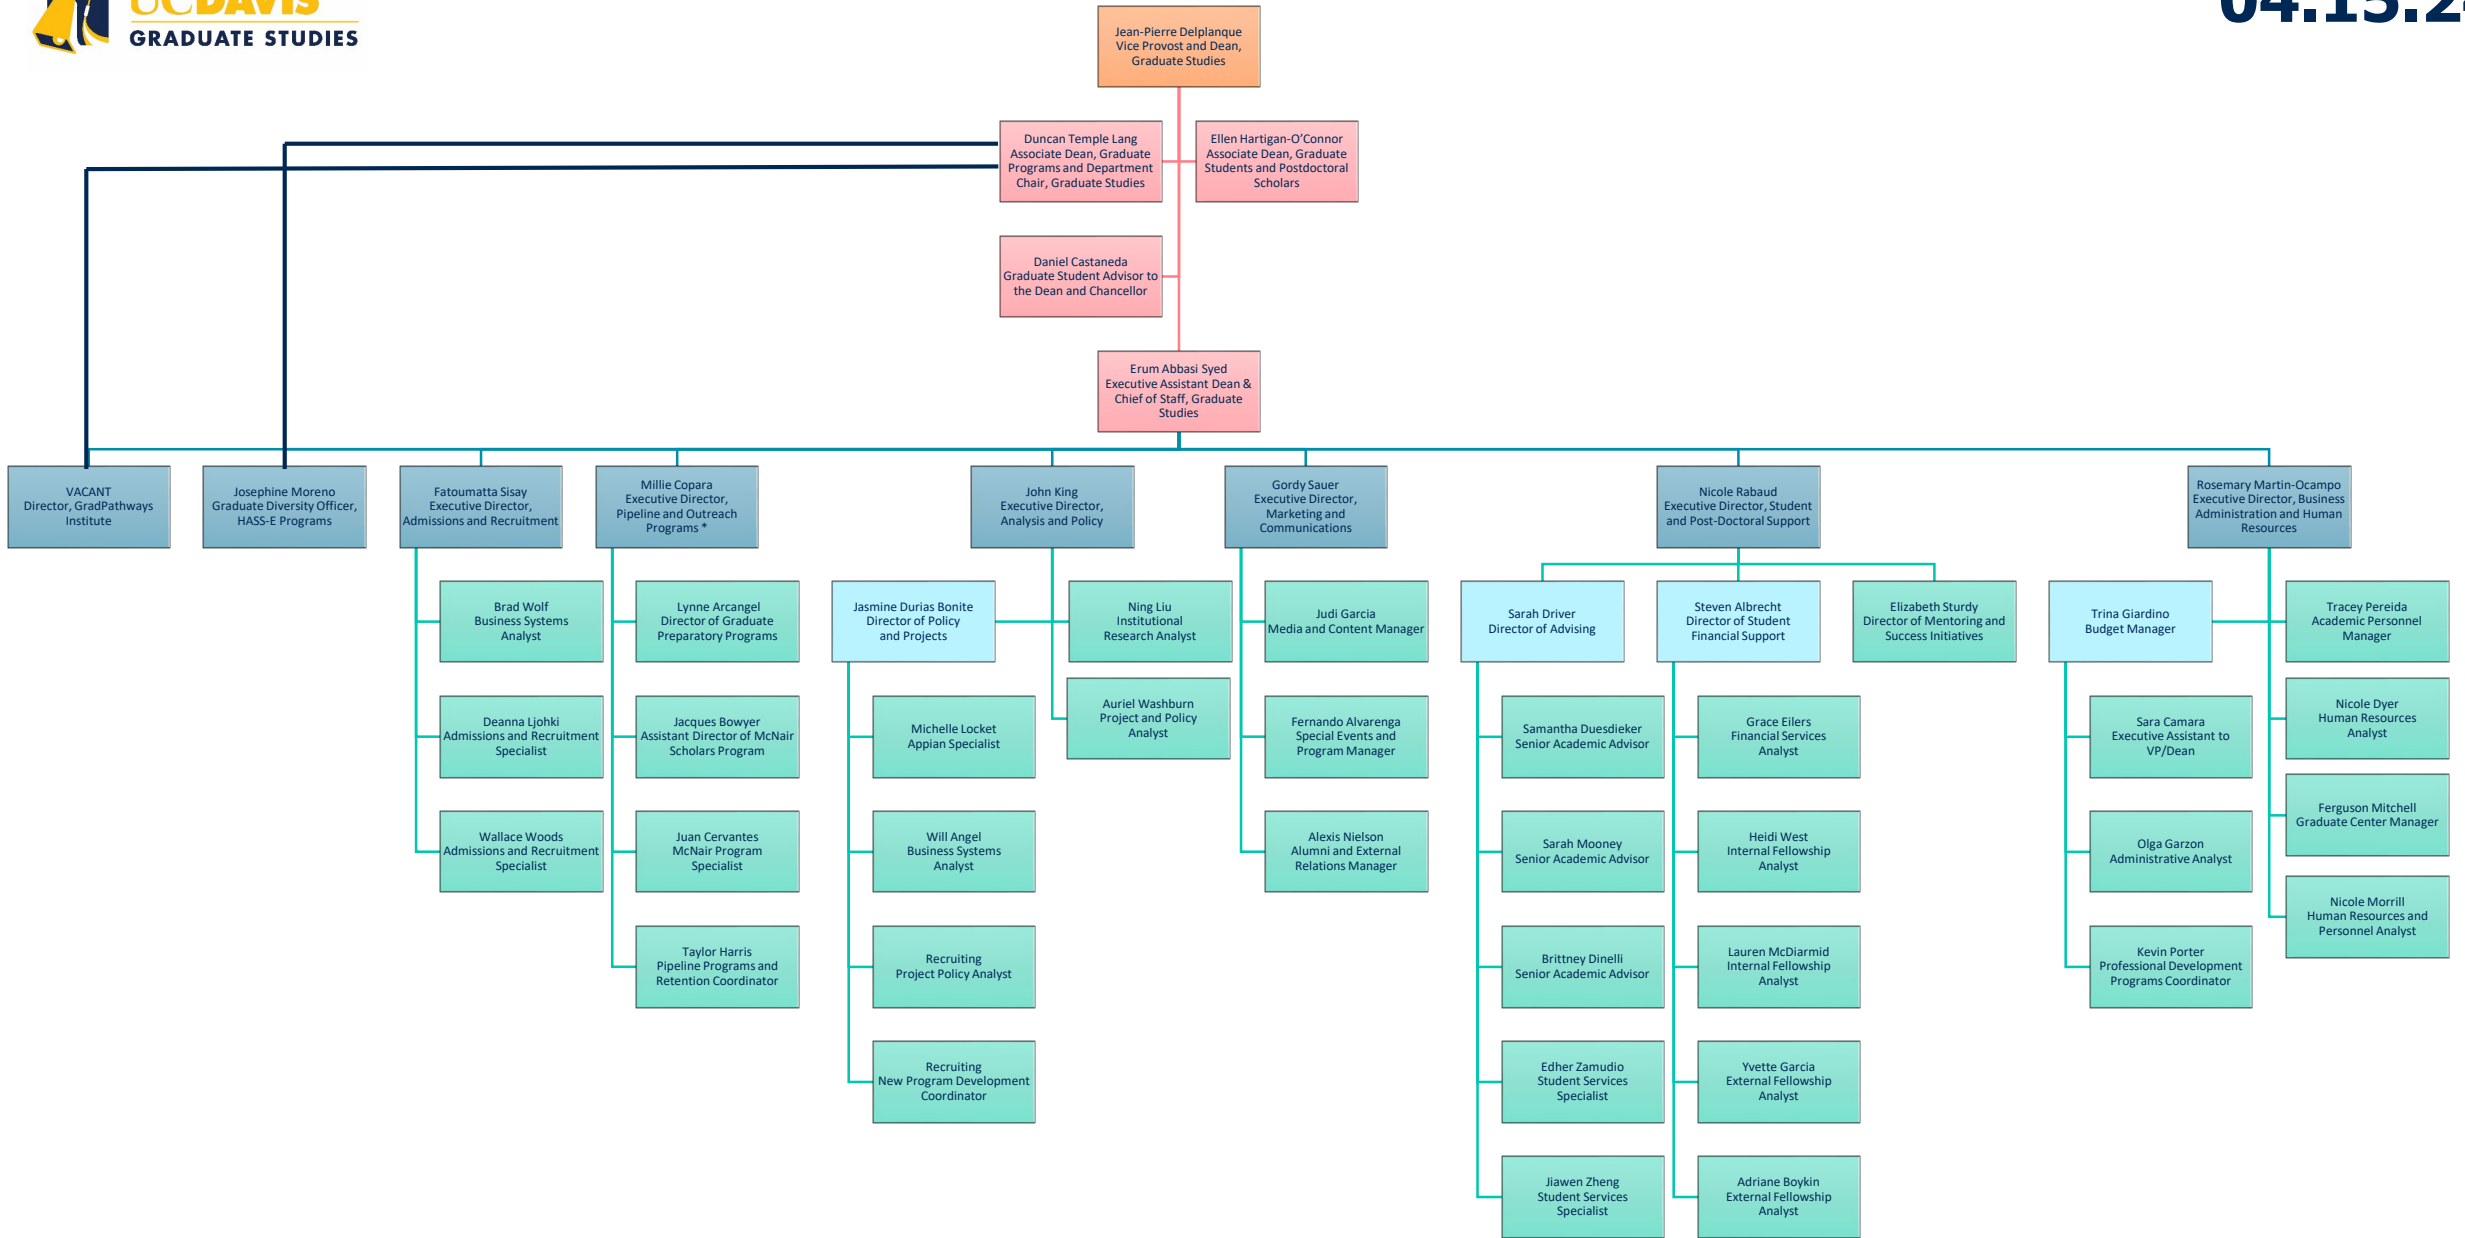 UCDAVIS
GRADUATE STUDIES
04.15.24
Jean-Pierre Delplanque
Vice Provost and Dean,
Graduate Studies
Duncan Temple Lang
Associate Dean, Graduate
Programs and Department
Chair, Graduate Studies
Ellen Hartigan-O'Connor
Associate Dean, Graduate
Students and Postdoctoral
Scholars
Daniel Castaneda
Graduate Student Advisor to
the Dean and Chancellor
Erum Abbasi Syed
Executive Assistant Dean &
Chief of Staff, Graduate
Studies
VACANT
Director, GradPathways
Institute
Josephine Moreno
Graduate Diversity Officer,
HASS-E Programs
Fatoumatta Sisay
Executive Director,
Admissions and Recruitment
Millie Copara
Executive Director,
Pipeline and Outreach
Programs *
John King
Executive Director,
Analysis and Policy
Gordy Sauer
Executive Director,
Marketing and
Communications
Nicole Rabaud
Executive Director, Student
and Post-Doctoral Support
Rosemary Martin-Ocampo
Executive Director, Business
Administration and Human
Resources
Brad Wolf
Business Systems
Analyst
Deanna Ljohki
Admissions and Recruitment
Specialist
Wallace Woods
Admissions and Recruitment
Specialist
Lynne Arcangel
Director of Graduate
Preparatory Programs
Jacques Bowyer
Assistant Director of McNair
Scholars Program
Juan Cervantes
McNair Program
Specialist
Taylor Harris
Pipeline Programs and
Retention Coordinator
Jasmine Durias Bonite
Director of Policy
and Projects
Michelle Locket
Appian Specialist
Will Angel
Business Systems
Analyst
Recruiting
Project Policy Analyst
Recruiting
New Program Development
Coordinator
Ning Liu
Institutional
Research Analyst
Auriel Washburn
Project and Policy
Analyst
Judi Garcia
Media and Content Manager
Fernando Alvarenga
Special Events and
Program Manager
Alexis Nielson
Alumni and External
Relations Manager
Sarah Driver
Director of Advising
Samantha Duesdieker
Senior Academic Advisor
Sarah Mooney
Senior Academic Advisor
Brittney Dinelli
Senior Academic Advisor
Edher Zamudio
Student Services
Specialist
Jiawen Zheng
Student Services
Specialist
Steven Albrecht
Director of Student
Financial Support
Grace Eilers
Financial Services
Analyst
Heidi West
Internal Fellowship
Analyst
Lauren McDiarmid
Internal Fellowship
Analyst
Yvette Garcia
External Fellowship
Analyst
Adriane Boykin
External Fellowship
Analyst
Elizabeth Sturdy
Director of Mentoring and
Success Initiatives
Trina Giardino
Budget Manager
Sara Camara
Executive Assistant to
VP/Dean
Olga Garzon
Administrative Analyst
Kevin Porter
Professional Development
Programs Coordinator
Tracey Pereida
Academic Personnel
Manager
Nicole Dyer
Human Resources
Analyst
Ferguson Mitchell
Graduate Center Manager
Nicole Morrill
Human Resources and
Personnel Analyst